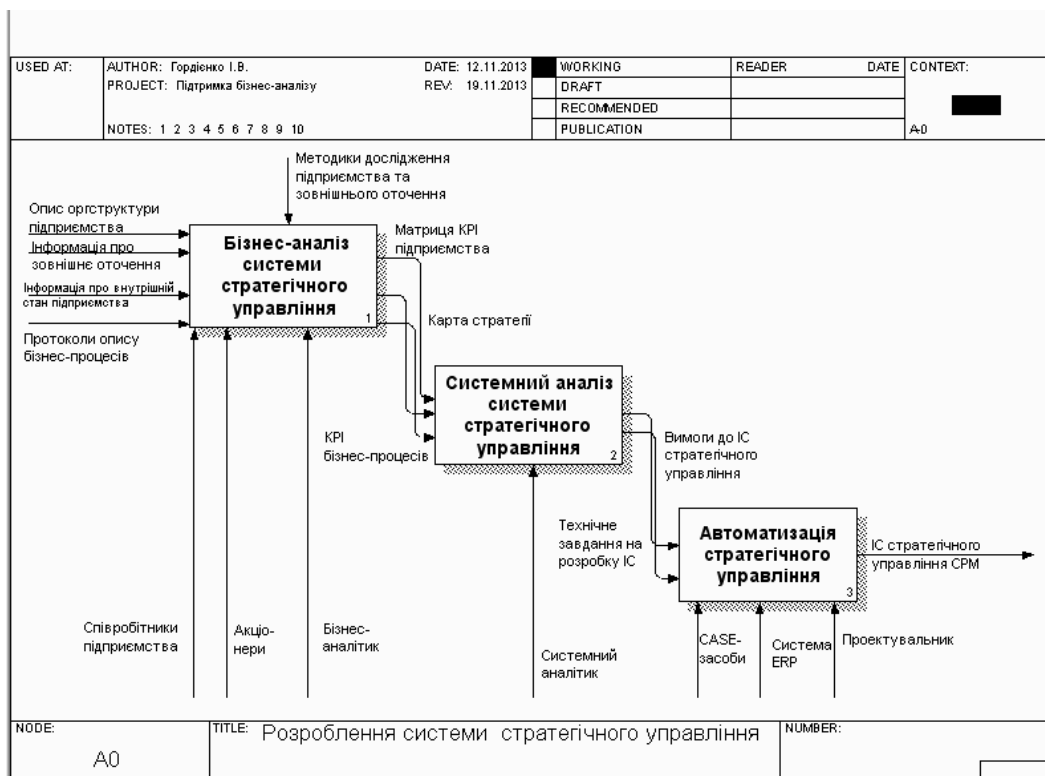 USED AT:
AUTHOR: Гордієнко І.В.
DATE: 12.11.2013
PROJECT: Підтримка бізнес-аналізу
REV: 19.11.2013
NOTES: 1 2 3 4 5 6 7 8 9 10
WORKING
DRAFT
RECOMMENDED
PUBLICATION
READER
DATE
CONTEXT:
A-0
Методики дослідження
підприємства та
зовнішнього оточення
Опис оргструктури
підприємства
Інформація про
зовнішнє оточення
Інформація про внутрішній
стан підприємства
Протоколи опису
бізнес-процесів
Бізнес-аналіз
системи
стратегічного
управління
1
Матриця KPI
підприємства
Карта стратегії
KPI
бізнес-процесів
Системний аналіз
системи
стратегічного
управління
2
Вимоги до ІС
стратегічного
управління
Технічне
завдання на
розробку ІС
Автоматизація
стратегічного
управління
3
ІС стратегічного
управління CPM
Співробітники
підприємства
Акціо-
нери
Бізнес-
аналітик
Системний
аналітик
CASE-
засоби
Система
ERP
Проектувальник
NODE:
A0
TITLE: Розроблення системи стратегічного управління
NUMBER: